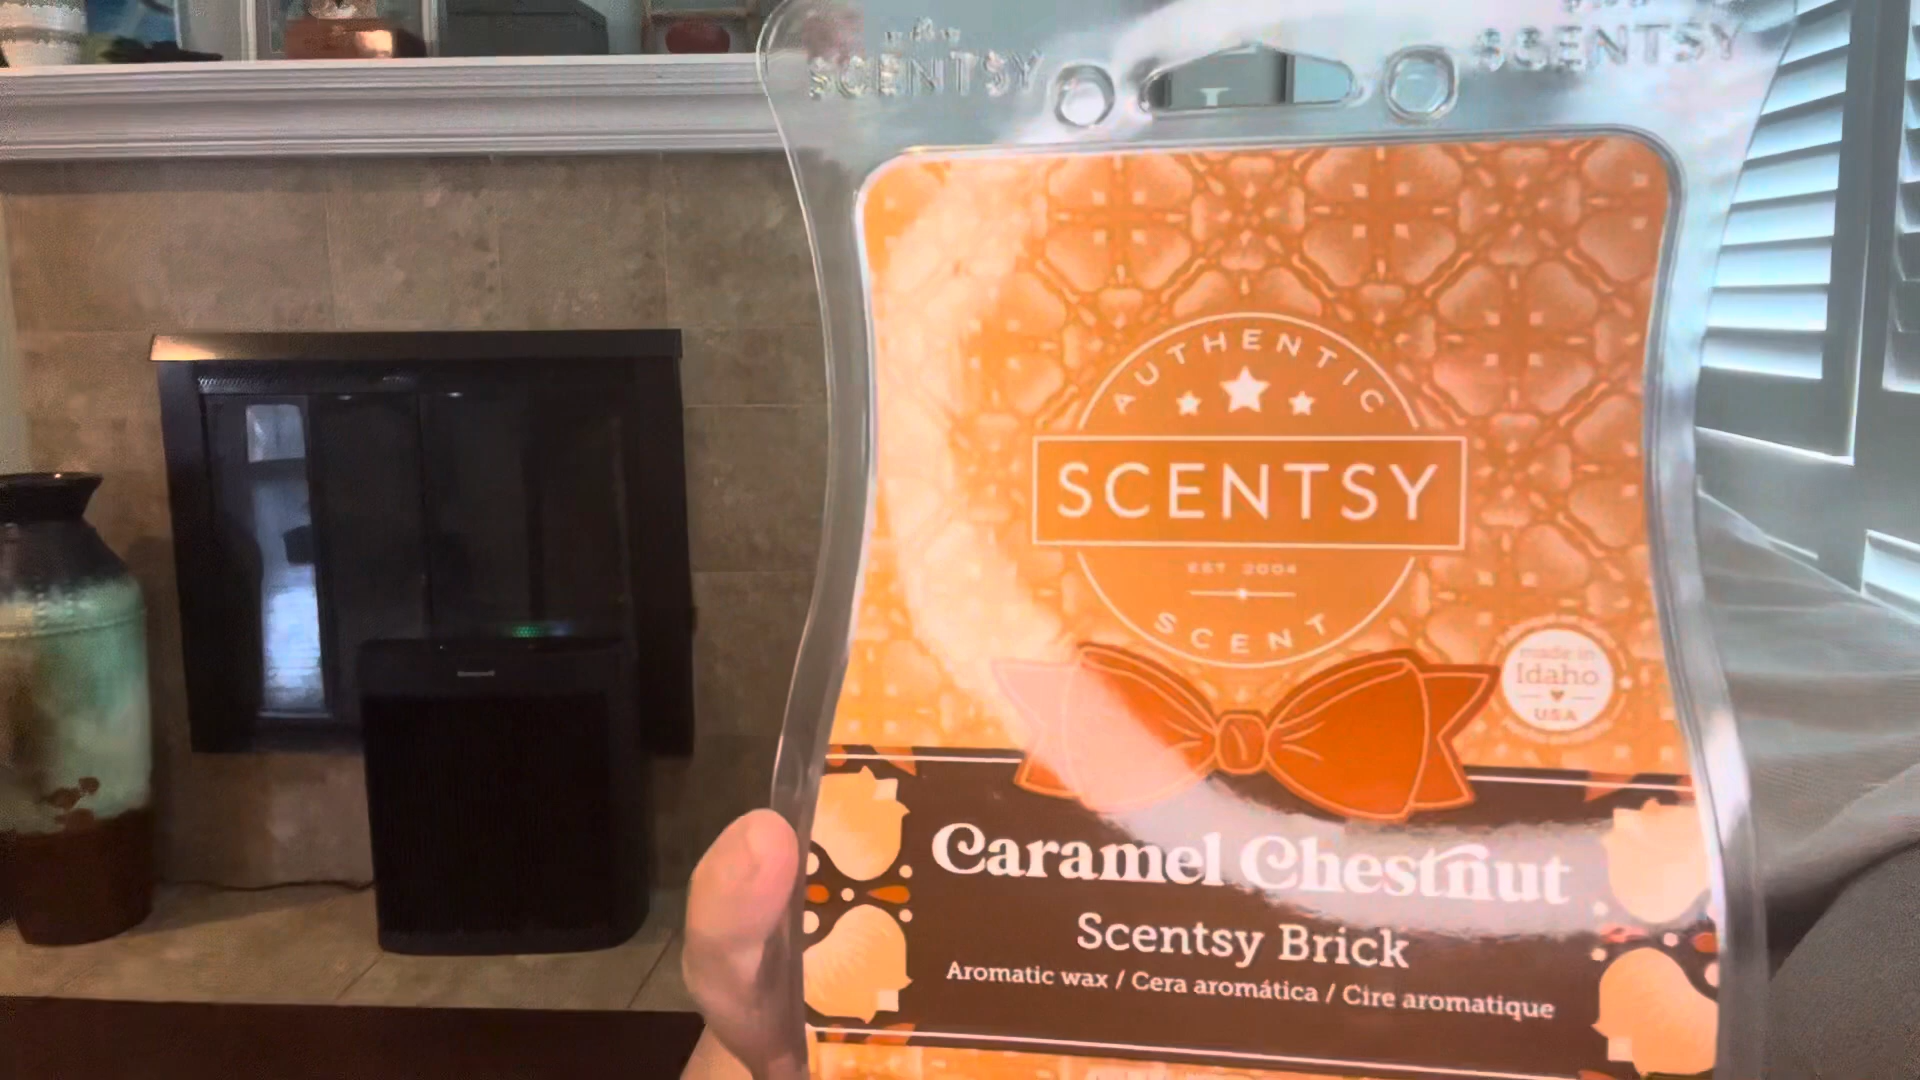 SCENTSY
SCENTSY
AUTHENTIC
SCENTSY
EST 2004
SCENT
made in
Idaho
USA
Caramel Chestnut
Scentsy Brick
Aromatic wax / Cera aromática / Cire aromatique
Honeywell